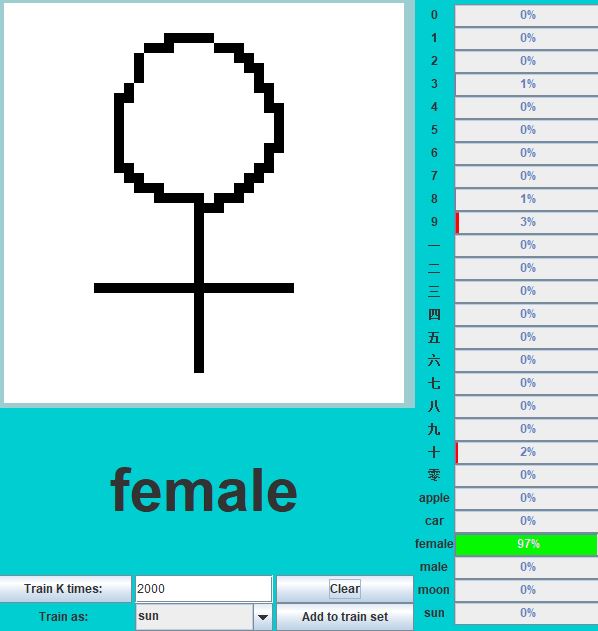 0 0%
1 0%
2 0%
3 1%
4 0%
5 0%
6 0%
7 0%
8 1%
9 3%
一 0%
二 0%
三 0%
四 0%
五 0%
六 0%
七 0%
八 0%
九 0%
十 2%
零 0%
apple 0%
car 0%
female 97%
male 0%
moon 0%
sun 0%
female
Train K times: 2000 Clear
Train as: sun Add to train set